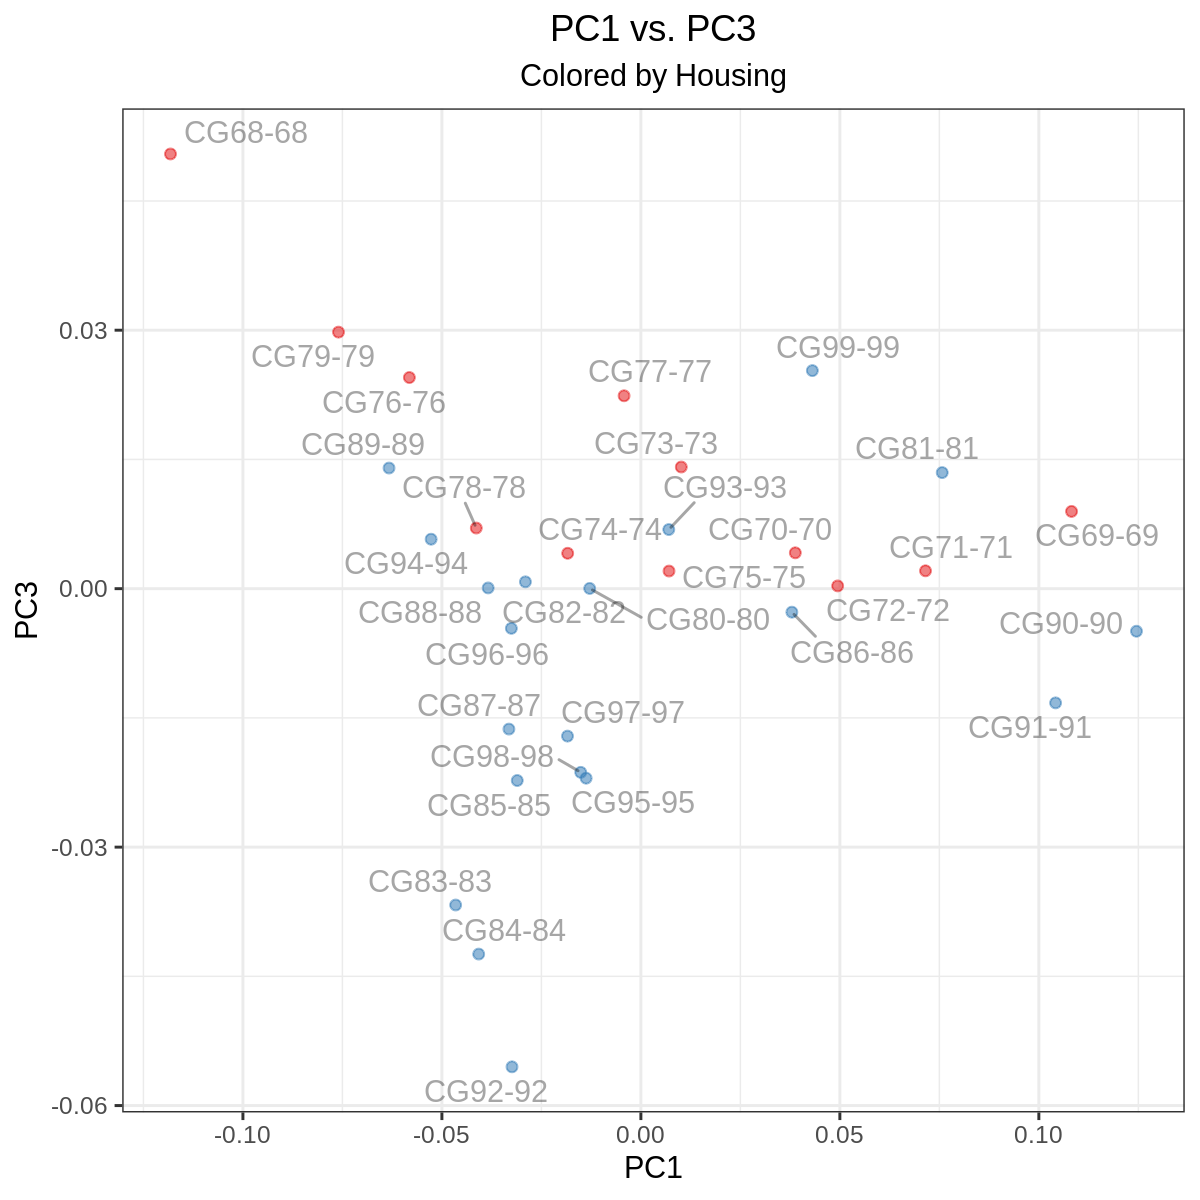 PC1 vs. PC3
Colored by Housing
CG68-68
0.03
CG79-79
CG99-99
CG77-77
CG76-76
CG89-89
CG73-73
CG81-81
CG78-78
CG93-93
CG74-74
CG70-70
CG69-69
CG94-94
CG71-71
CG75-75
0.00
CG88-88
CG82-82
CG80-80
CG72-72
CG90-90
PC3
CG96-96
CG86-86
CG87-87
CG97-97
CG91-91
CG98-98
CG85-85
CG95-95
-0.03
CG83-83
CG84-84
CG92-92
-0.06
-0.10
-0.05
0.00
0.05
0.10
PC1